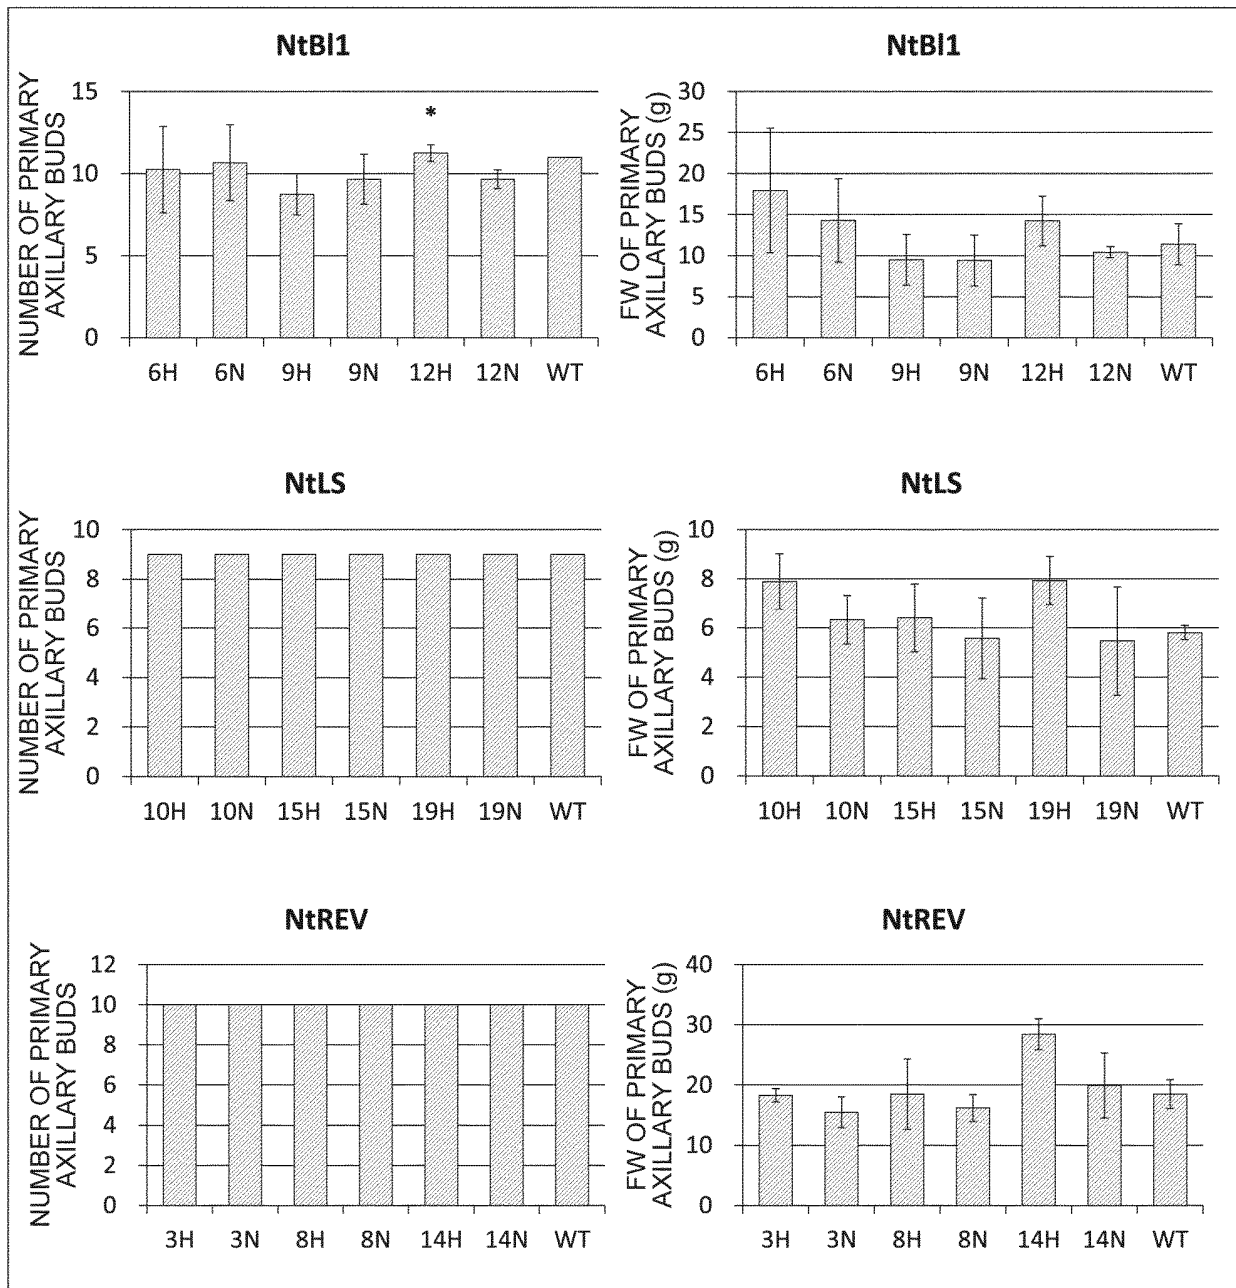 NtBl1
NUMBER OF PRIMARY
AXILLARY BUDS
15
10
5
0
*
6H 6N 9H 9N 12H 12N WT
NtBl1
FW OF PRIMARY
AXILLARY BUDS (g)
30
25
20
15
10
5
0
6H 6N 9H 9N 12H 12N WT
NtLS
NUMBER OF PRIMARY
AXILLARY BUDS
10
8
6
4
2
0
10H 10N 15H 15N 19H 19N WT
NtLS
FW OF PRIMARY
AXILLARY BUDS (g)
10
8
6
4
2
0
10H 10N 15H 15N 19H 19N WT
NtREV
NUMBER OF PRIMARY
AXILLARY BUDS
12
10
8
6
4
2
0
3H 3N 8H 8N 14H 14N WT
NtREV
FW OF PRIMARY
AXILLARY BUDS (g)
40
30
20
10
0
3H 3N 8H 8N 14H 14N WT